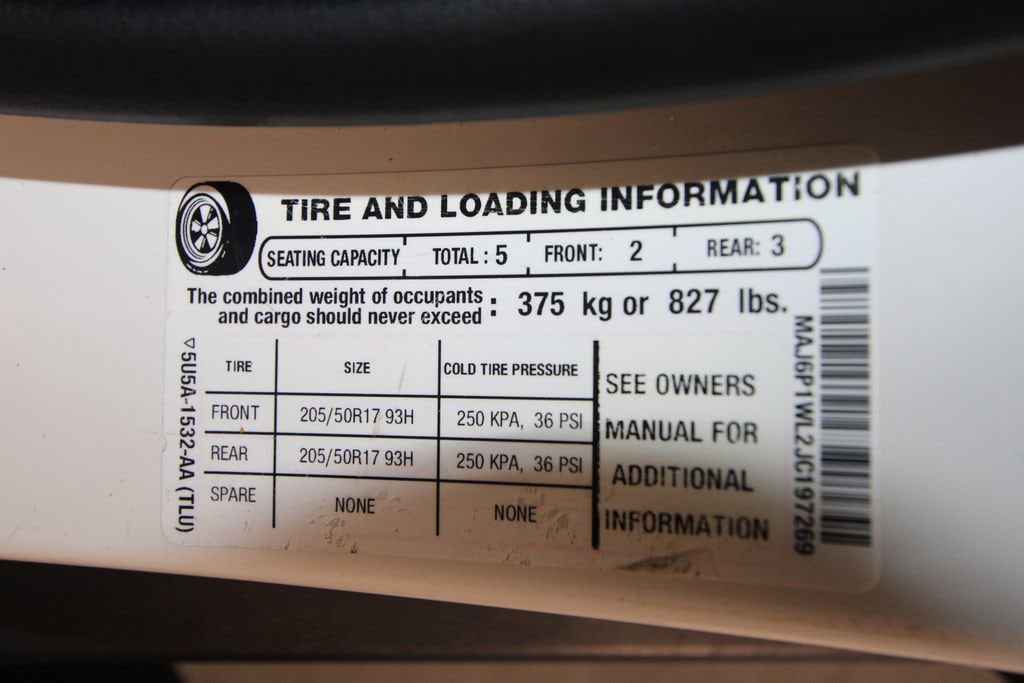 TIRE AND LOADING INFORMATION
SEATING CAPACITY TOTAL : 5 FRONT: 2 REAR: 3
The combined weight of occupants
and cargo should never exceed : 375 kg or 827 lbs.
TIRE SIZE COLD TIRE PRESSURE
FRONT 205/50R17 93H 250 KPA, 36 PSI
REAR 205/50R17 93H 250 KPA, 36 PSI
SPARE NONE NONE
SEE OWNERS
MANUAL FOR
ADDITIONAL
INFORMATION
5U5A-1532-AA (TLU)
MAJ6P1WL2JC197269